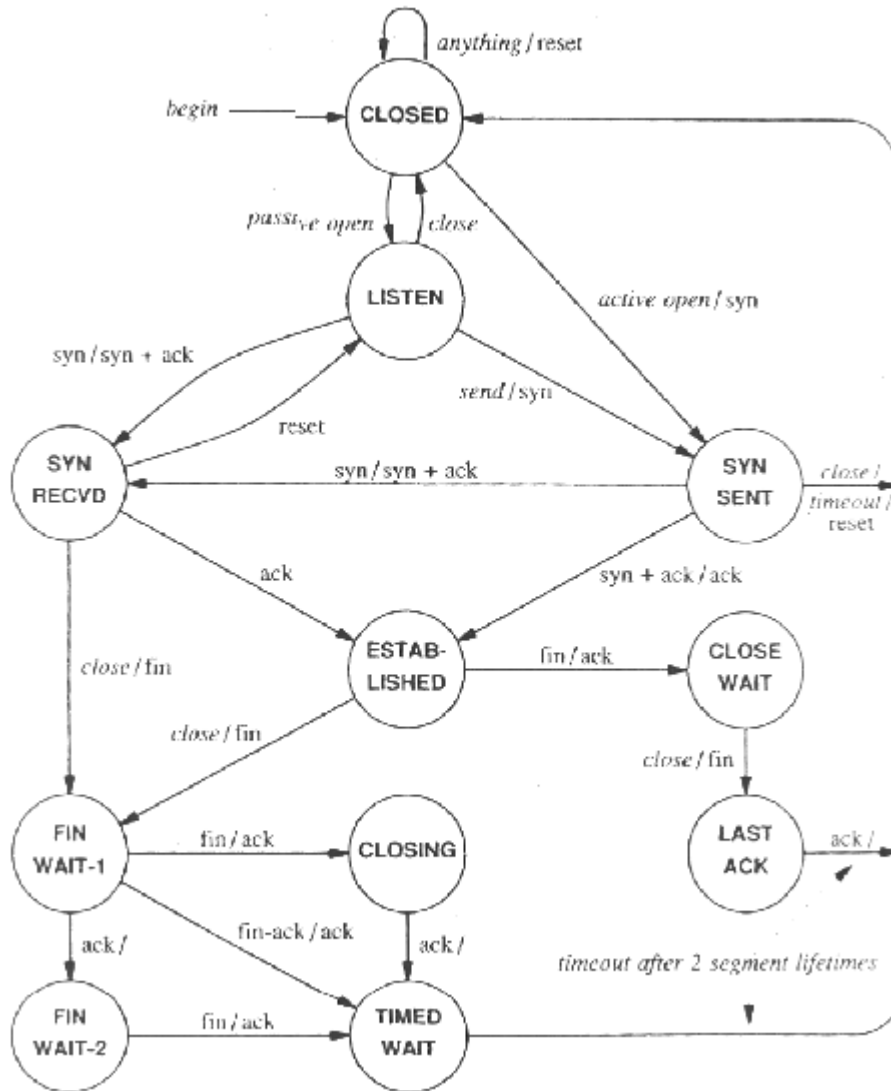 anything / reset
begin
CLOSED
passive open
close
LISTEN
active open / syn
syn / syn + ack
send / syn
reset
SYN
RECVD
syn / syn + ack
SYN
SENT
close /
timeout /
reset
ack
syn + ack / ack
ESTAB-
LISHED
fin / ack
CLOSE
WAIT
close / fin
close / fin
close / fin
FIN
WAIT-1
fin / ack
CLOSING
LAST
ACK
ack /
ack /
fin-ack / ack
ack /
timeout after 2 segment lifetimes
FIN
WAIT-2
fin / ack
TIMED
WAIT